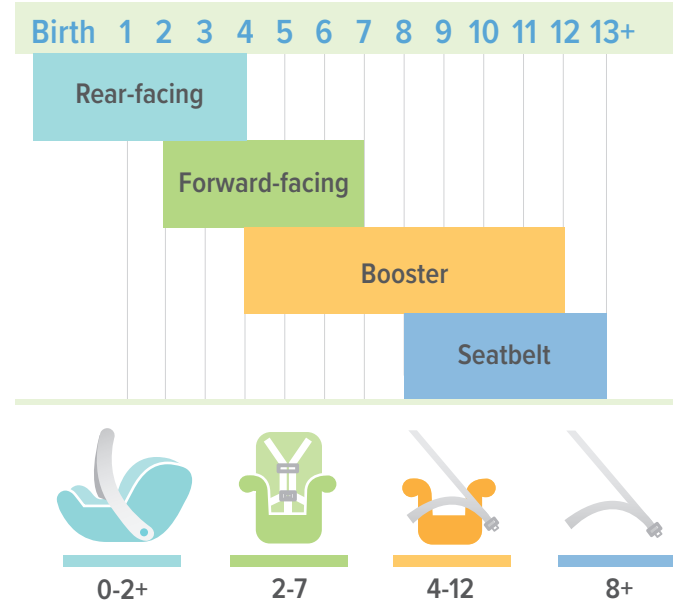 Birth 1 2 3 4 5 6 7 8 9 10 11 12 13+
Rear-facing
Forward-facing
Booster
Seatbelt
0-2+ 2-7 4-12 8+